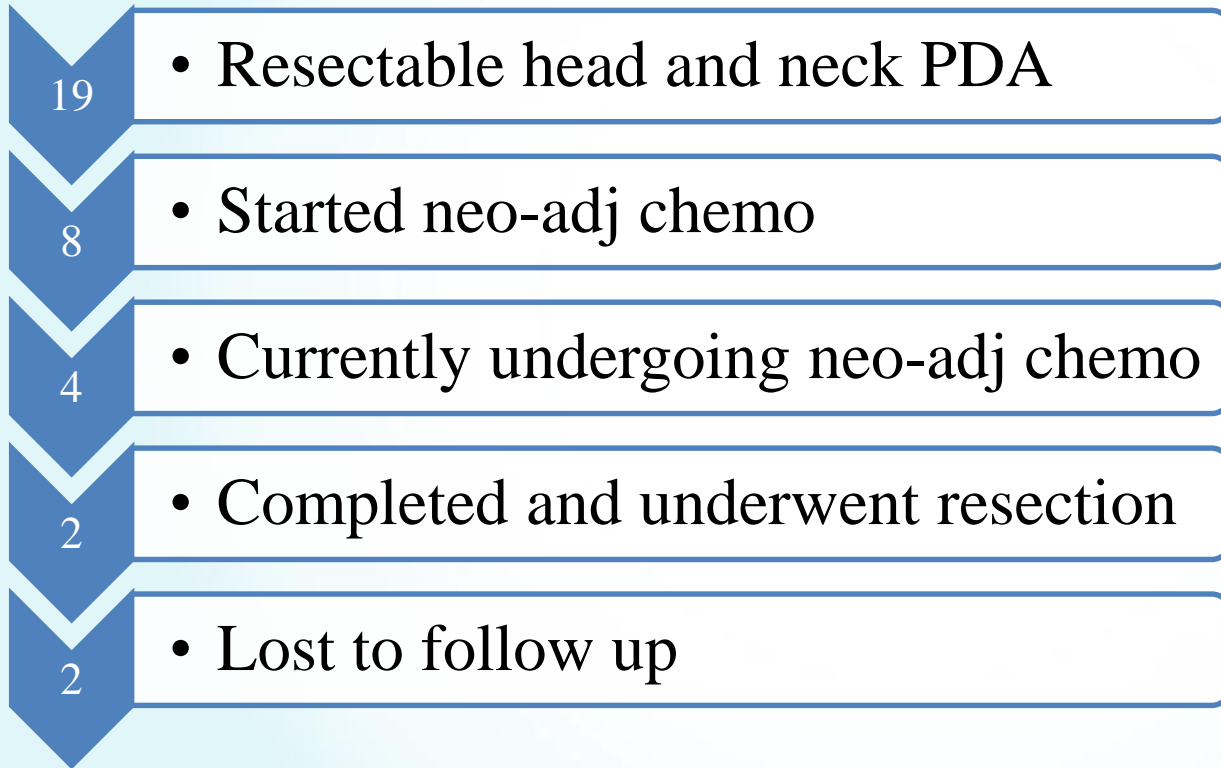 19
• Resectable head and neck PDA
8
• Started neo-adj chemo
4
• Currently undergoing neo-adj chemo
2
• Completed and underwent resection
2
• Lost to follow up